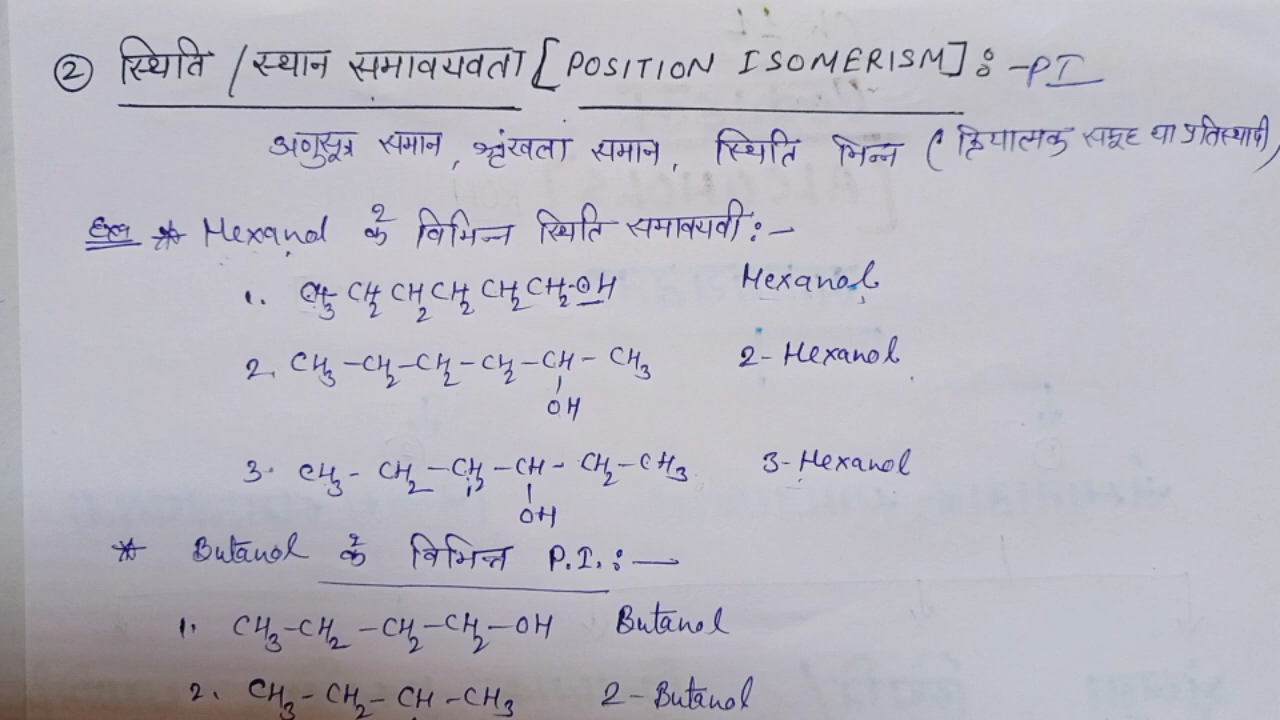 ② स्थिति / स्थान समावयवता [POSITION ISOMERISM] : - PI
अणुसूत्र समान, श्रृंखला समान, स्थिति भिन्न (क्रियात्मक समूह या प्रतिस्थापी)
Ex * Hexanol के 2 विभिन्न स्थिति समावयवी : -
1. CH3 CH2 CH2 CH2 CH2 CH2-OH Hexanol
2. CH3 - CH2 - CH2 - CH2 - CH - CH3 2- Hexanol
OH
3. CH3 - CH2 - CH2 - CH - CH2 - CH3 3- Hexanol
OH
* Butanol के 2 विभिन्न P.I. : -
1. CH3 - CH2 - CH2 - CH2 - OH Butanol
2. CH3 - CH2 - CH - CH3 2 - Butanol